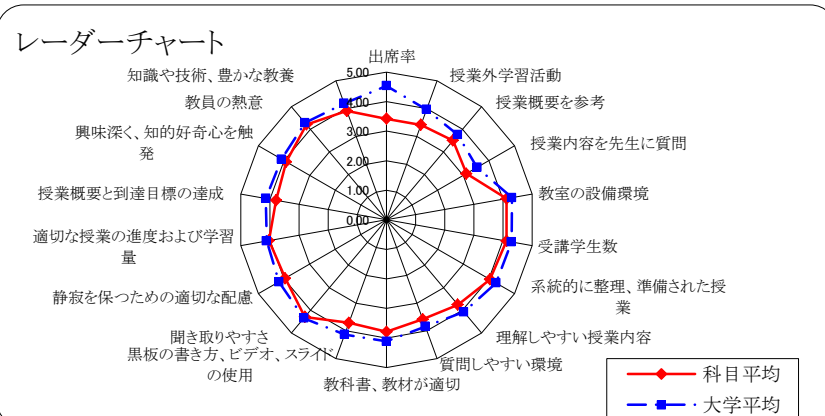 レーダーチャート
出席率
授業外学習活動
授業概要を参考
授業内容を先生に質問
教室の設備環境
受講学生数
系統的に整理、準備された授
業
理解しやすい授業内容
質問しやすい環境
教科書、教材が適切
黒板の書き方、ビデオ、スライド
の使用
聞き取りやすさ
静寂を保つための適切な配慮
適切な授業の進度および学習
量
授業概要と到達目標の達成
興味深く、知的好奇心を触
発
教員の熱意
知識や技術、豊かな教養
5.00
4.00
3.00
2.00
1.00
0.00
科目平均
大学平均